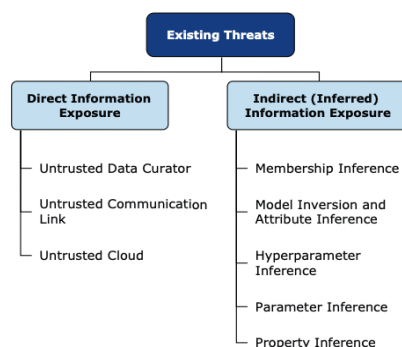 Existing Threats
Direct Information
Exposure
Indirect (Inferred)
Information Exposure
Untrusted Data Curator
Untrusted Communication
Link
Untrusted Cloud
Membership Inference
Model Inversion and
Attribute Inference
Hyperparameter
Inference
Parameter Inference
Property Inference